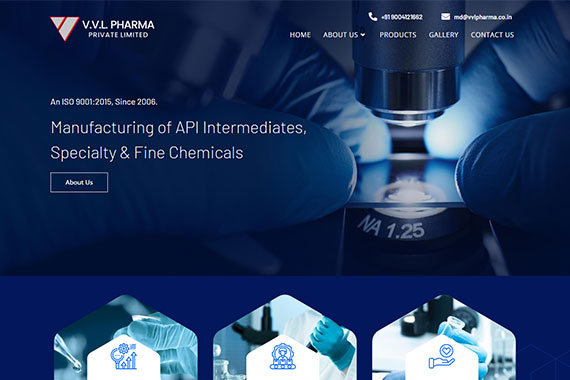 V.V.L PHARMA
PRIVATE LIMITED
+91 9004121662
md@vvlpharma.co.in
HOME ABOUT US PRODUCTS GALLERY CONTACT US
An ISO 9001:2015, Since 2006.
Manufacturing of API Intermediates,
Specialty & Fine Chemicals
About Us
NA 1.25